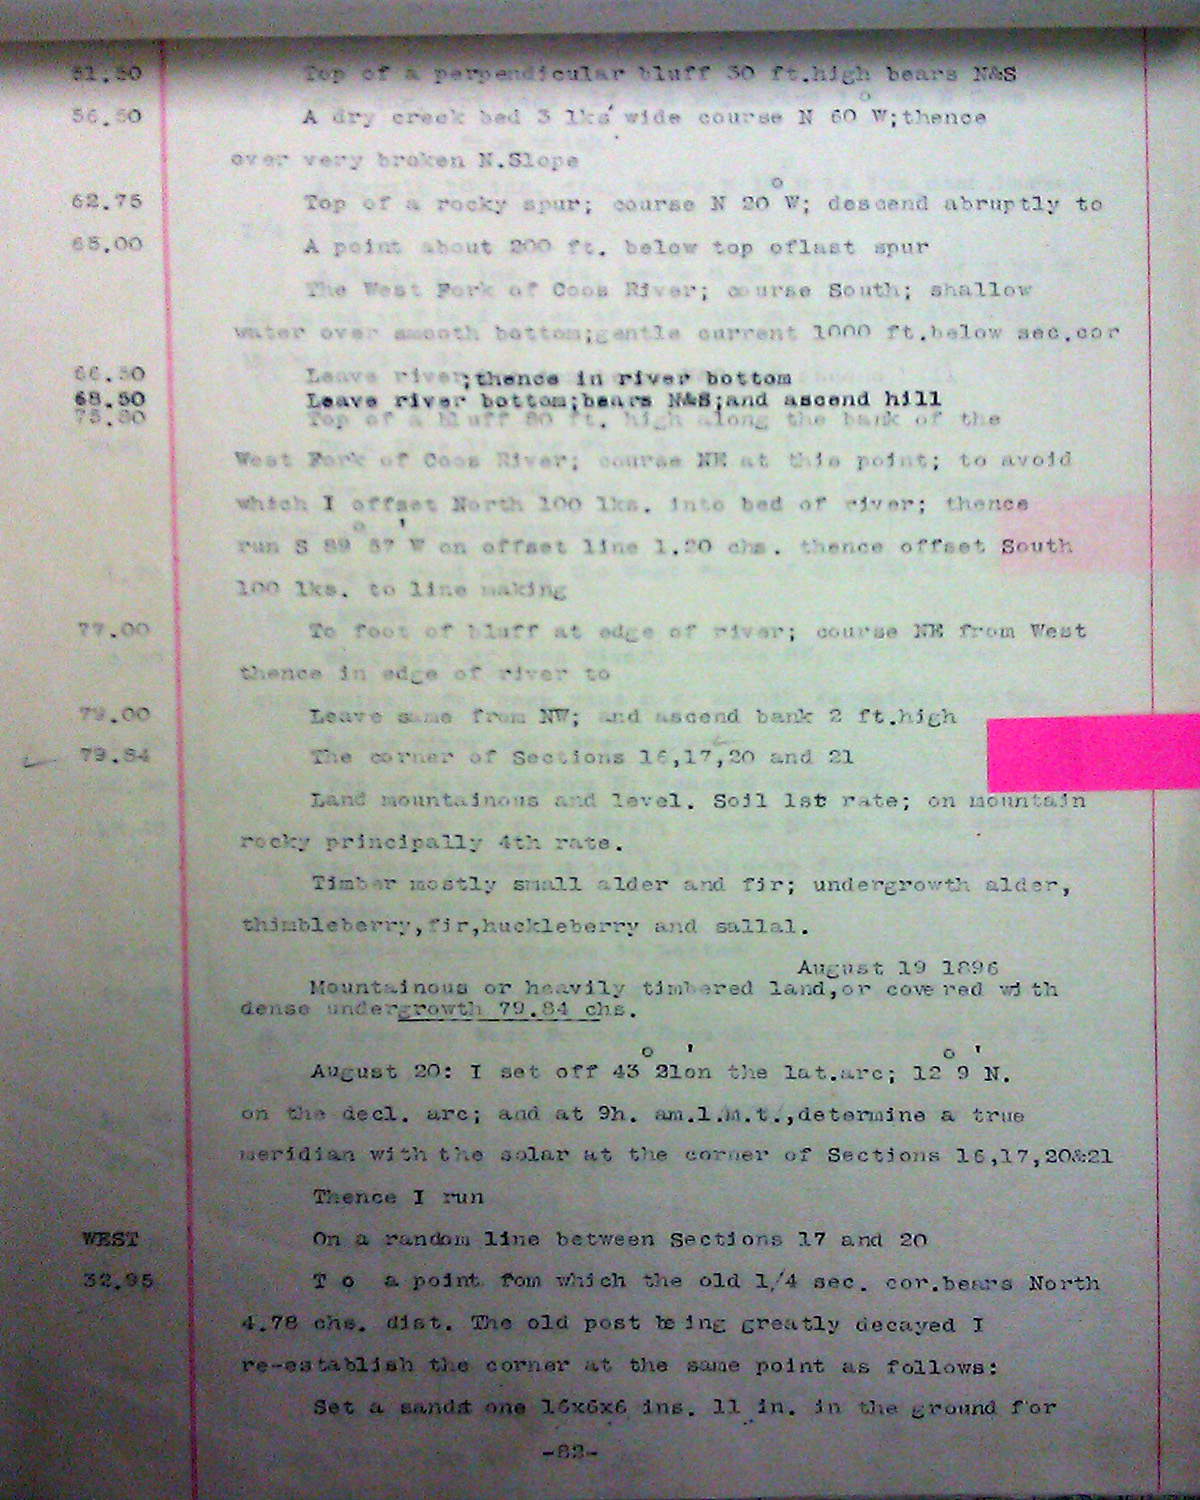 51.50 Top of a perpendicular bluff 30 ft.high bears N&S
56.50 A dry creek bed 3 lks wide course N 60° W;thence
over very broken N.Slope
62.75 Top of a rocky spur; course N 20° W; descend abruptly to
65.00 A point about 200 ft. below top oflast spur
The West Fork of Coos River; course South; shallow
water over smooth bottom;gentle current 1000 ft.below sec.cor
66.50 Leave river;thence in river bottom
68.50 Leave river bottom;bears N&S;and ascend hill
75.80 Top of a bluff 80 ft. high along the bank of the
West Fork of Coos River; course NE at this point; to avoid
which I offset North 100 lks. into bed of river; thence
run S 89° 57' W on offset line 1.20 chs. thence offset South
100 lks. to line making
77.00 To foot of bluff at edge of river; course NE from West
thence in edge of river to
79.00 Leave same from NW; and ascend bank 2 ft.high
79.84 The corner of Sections 16,17,20 and 21
Land mountainous and level. Soil 1st rate; on mountain
rocky principally 4th rate.
Timber mostly small alder and fir; undergrowth alder,
thimbleberry,fir,huckleberry and sallal.
August 19 1896
Mountainous or heavily timbered land,or covered with
dense undergrowth 79.84 chs.
August 20: I set off 43° 21'on the lat.arc; 12° 9' N.
on the decl. arc; and at 9h. am.l.m.t.,determine a true
meridian with the solar at the corner of Sections 16,17,20&21
Thence I run
WEST On a random line between Sections 17 and 20
32.95 T o a point fom which the old 1/4 sec. cor.bears North
4.78 chs. dist. The old post being greatly decayed I
re-establish the corner at the same point as follows:
Set a sandst one 16x6x6 ins. 11 in. in the ground for
-82-